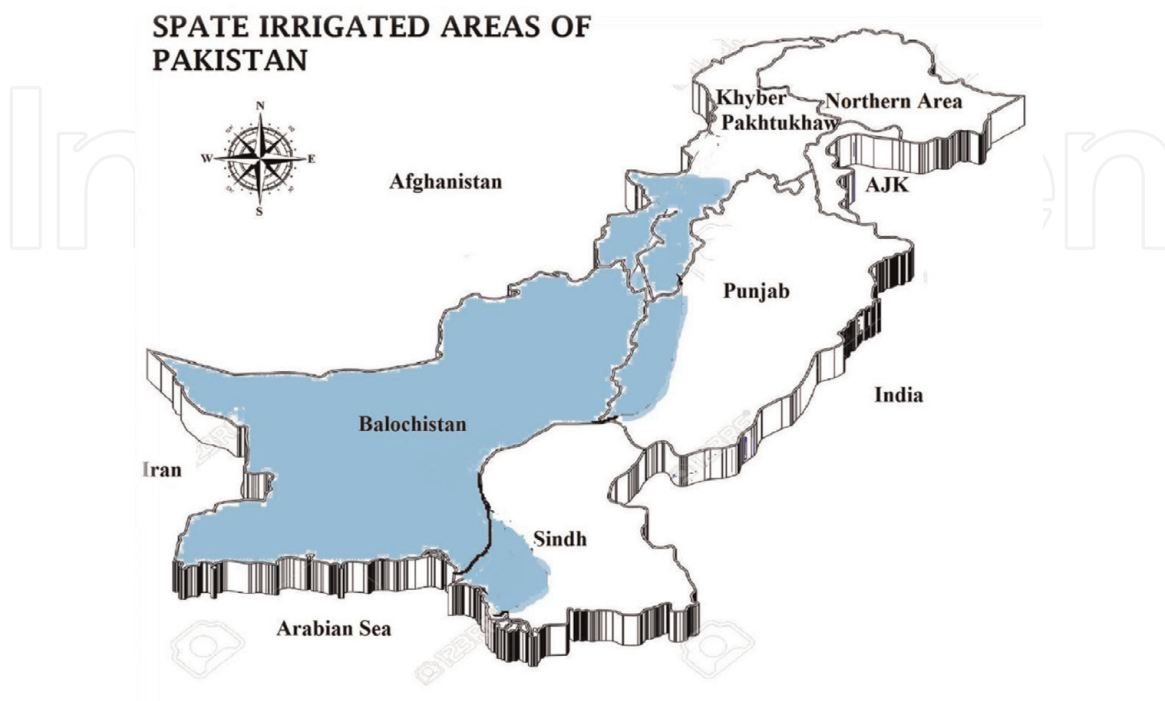 SPATE IRRIGATED AREAS OF
PAKISTAN
N
W
E
S
Khyber
Pakhtukhaw
Northern Area
Afghanistan
AJK
Punjab
India
Balochistan
Iran
Sindh
Arabian Sea